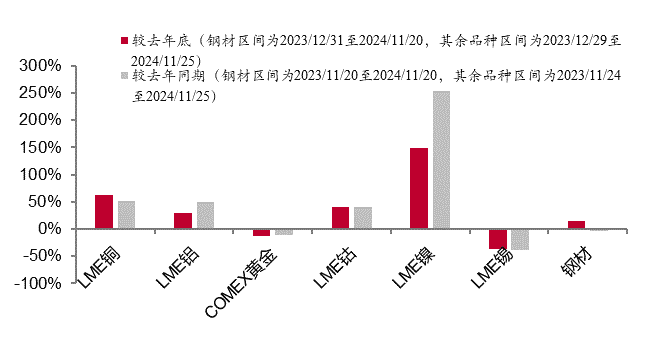 较去年底（钢材区间为2023/12/31至2024/11/20，其余品种区间为2023/12/29至
2024/11/25）
较去年同期（钢材区间为2023/11/20至2024/11/20，其余品种区间为2023/11/24
至2024/11/25）
300%
250%
200%
150%
100%
50%
0%
-50%
-100%
LME铜
LME铝
COMEX黄金
LME钴
LME镍
LME锡
钢材